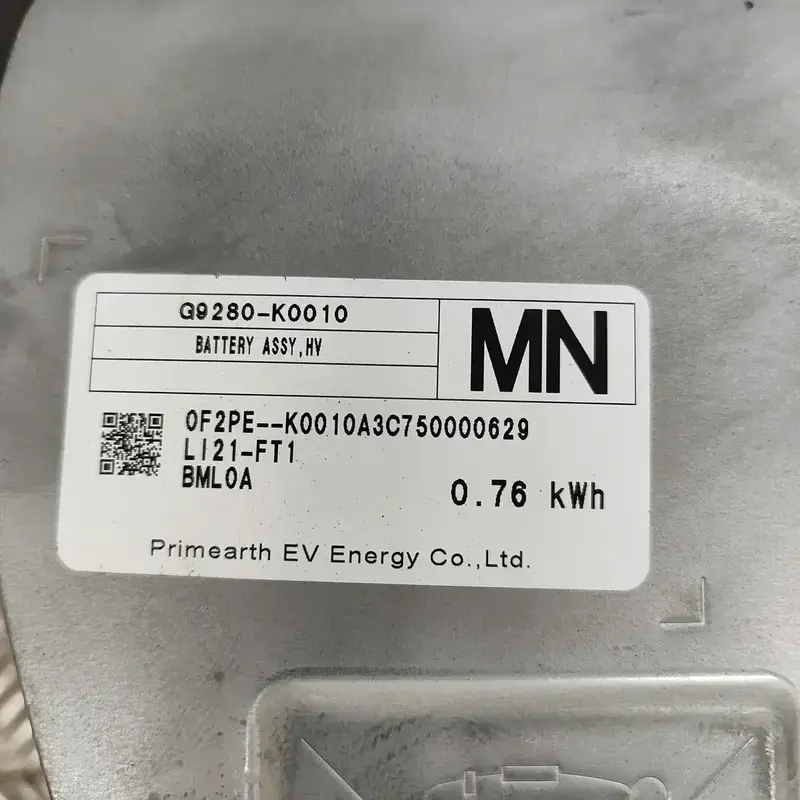 G9280-K0010
BATTERY ASSY,HV
MN
0F2PE--K0010A3C750000629
LI21-FT1
BML0A
0.76 kWh
Primearth EV Energy Co.,Ltd.